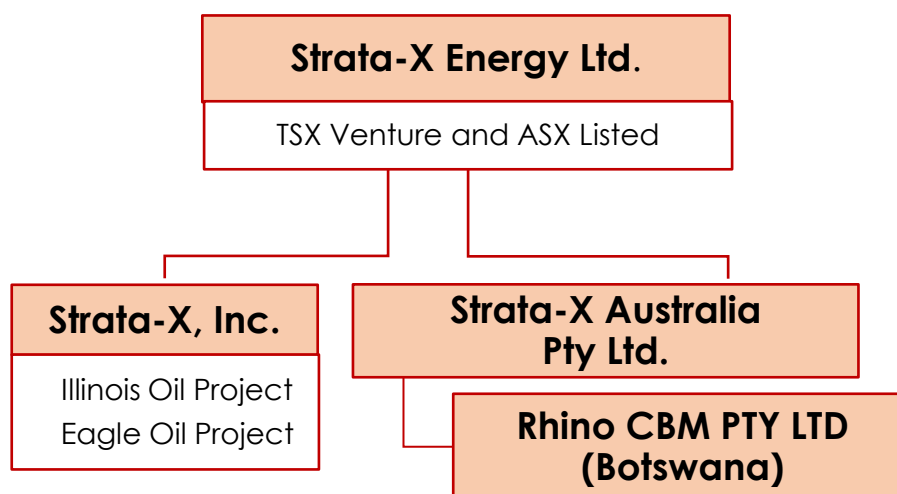 Strata-X Energy Ltd.
TSX Venture and ASX Listed
Strata-X, Inc.
Illinois Oil Project
Eagle Oil Project
Strata-X Australia
Pty Ltd.
Rhino CBM PTY LTD
(Botswana)